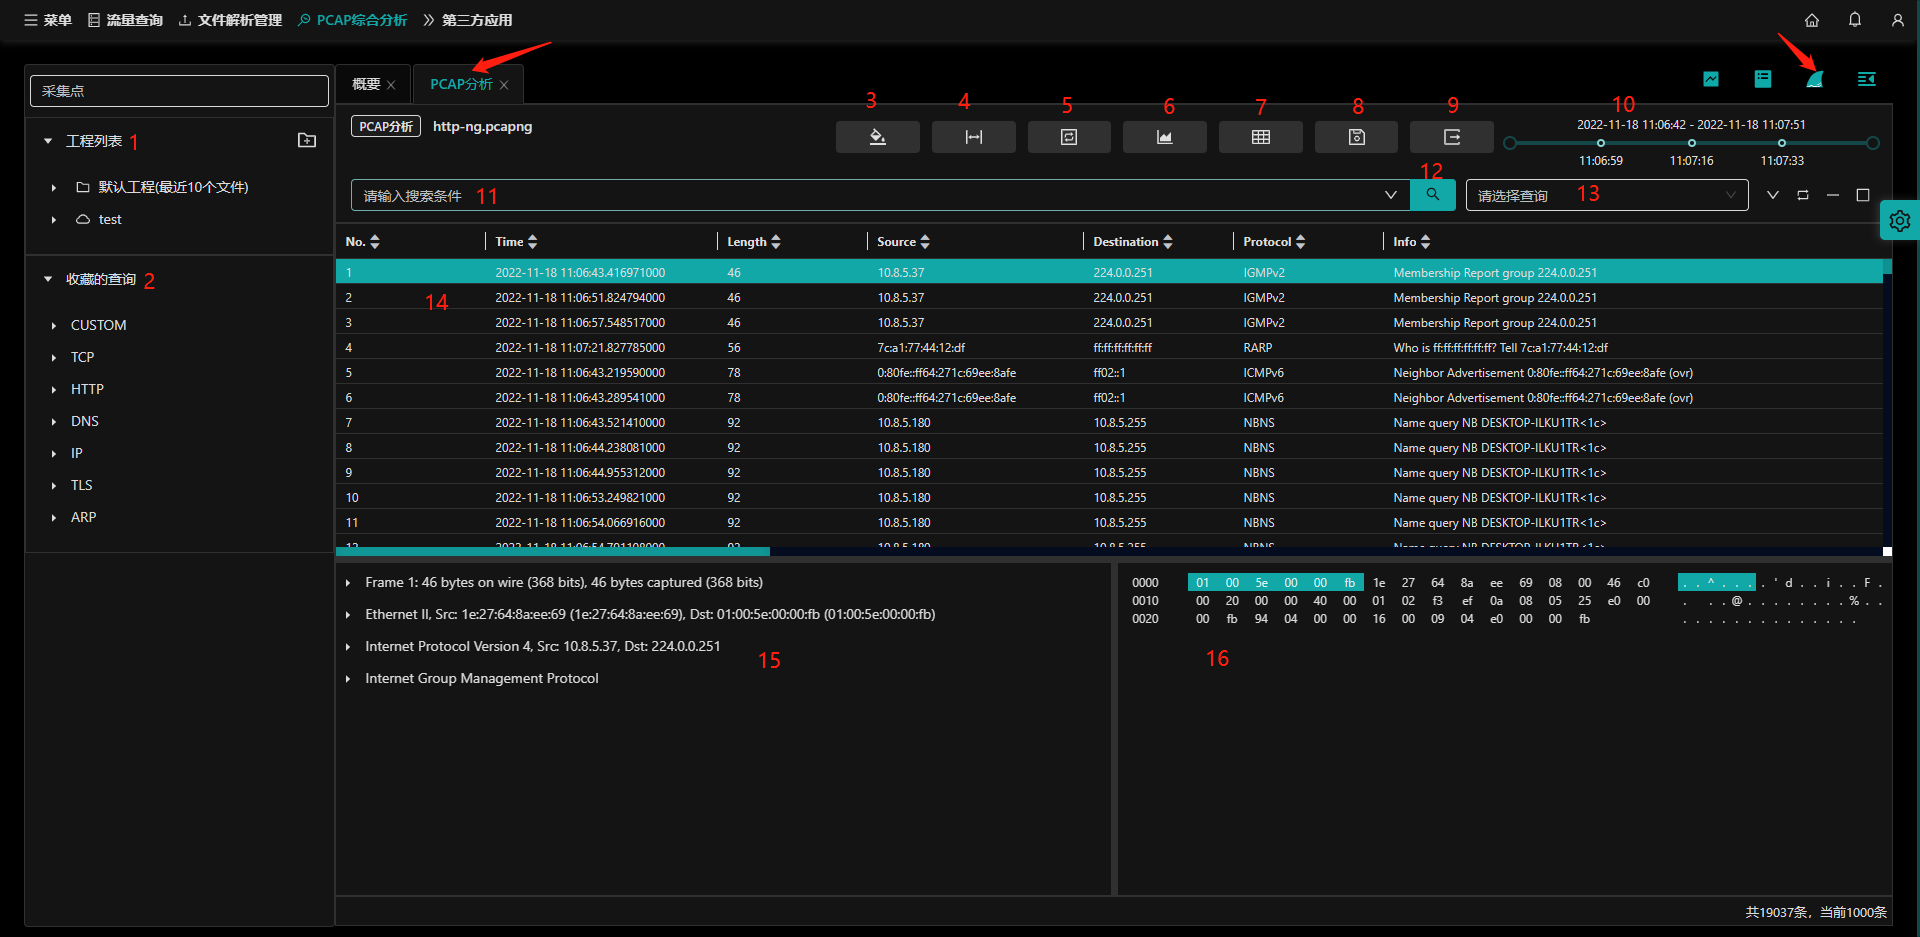 菜单 流量查询 文件解析管理 PCAP综合分析 第三方应用
采集点
工程列表 1
默认工程(最近10个文件)
test
收藏的查询 2
CUSTOM
TCP
HTTP
DNS
IP
TLS
ARP
概要 PCAP分析
PCAP分析 http-ng.pcapng
3 4 5 6 7 8 9 10
2022-11-18 11:06:42 - 2022-11-18 11:07:51
11:06:59 11:07:16 11:07:33
请输入搜索条件 11 12 请选择查询 13
No. Time Length Source Destination Protocol Info
1 2022-11-18 11:06:43.416971000 46 10.8.5.37 224.0.0.251 IGMPv2 Membership Report group 224.0.0.251
14
2 2022-11-18 11:06:51.824794000 46 10.8.5.37 224.0.0.251 IGMPv2 Membership Report group 224.0.0.251
3 2022-11-18 11:06:57.548517000 46 10.8.5.37 224.0.0.251 IGMPv2 Membership Report group 224.0.0.251
4 2022-11-18 11:07:21.827785000 56 7c:a1:77:44:12:df ff:ff:ff:ff:ff:ff RARP Who is ff:ff:ff:ff:ff:ff? Tell 7c:a1:77:44:12:df
5 2022-11-18 11:06:43.219590000 78 0:80fe::ff64:271c:69ee:8afe ff02::1 ICMPv6 Neighbor Advertisement 0:80fe::ff64:271c:69ee:8afe (ovr)
6 2022-11-18 11:06:43.289541000 78 0:80fe::ff64:271c:69ee:8afe ff02::1 ICMPv6 Neighbor Advertisement 0:80fe::ff64:271c:69ee:8afe (ovr)
7 2022-11-18 11:06:43.521410000 92 10.8.5.180 10.8.5.255 NBNS Name query NB DESKTOP-ILKU1TR<1c>
8 2022-11-18 11:06:44.238081000 92 10.8.5.180 10.8.5.255 NBNS Name query NB DESKTOP-ILKU1TR<1c>
9 2022-11-18 11:06:44.955312000 92 10.8.5.180 10.8.5.255 NBNS Name query NB DESKTOP-ILKU1TR<1c>
10 2022-11-18 11:06:53.249821000 92 10.8.5.180 10.8.5.255 NBNS Name query NB DESKTOP-ILKU1TR<1c>
11 2022-11-18 11:06:54.066916000 92 10.8.5.180 10.8.5.255 NBNS Name query NB DESKTOP-ILKU1TR<1c>
Frame 1: 46 bytes on wire (368 bits), 46 bytes captured (368 bits)
Ethernet II, Src: 1e:27:64:8a:ee:69 (1e:27:64:8a:ee:69), Dst: 01:00:5e:00:00:fb (01:00:5e:00:00:fb)
Internet Protocol Version 4, Src: 10.8.5.37, Dst: 224.0.0.251
15
Internet Group Management Protocol
0000 01 00 5e 00 00 fb 1e 27 64 8a ee 69 08 00 46 c0 . . ^ . . . . ' d . . i . . F .
0010 00 20 00 00 40 00 01 02 f3 ef 0a 08 05 25 e0 00 . . . @ . . . . . . . . % . .
0020 00 fb 94 04 00 00 16 00 09 04 e0 00 00 fb . . . . . . . . . . . . . .
16
共19037条，当前1000条